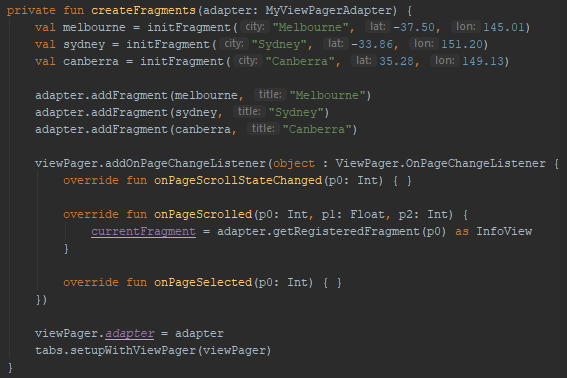 private fun createFragments(adapter: MyViewPagerAdapter) {
    val melbourne = initFragment( city: "Melbourne", lat: -37.50, lon: 145.01)
    val sydney = initFragment( city: "Sydney", lat: -33.86, lon: 151.20)
    val canberra = initFragment( city: "Canberra", lat: 35.28, lon: 149.13)

    adapter.addFragment(melbourne, title: "Melbourne")
    adapter.addFragment(sydney, title: "Sydney")
    adapter.addFragment(canberra, title: "Canberra")

    viewPager.addOnPageChangeListener(object : ViewPager.OnPageChangeListener {
        override fun onPageScrollStateChanged(p0: Int) { }

        override fun onPageScrolled(p0: Int, p1: Float, p2: Int) {
            currentFragment = adapter.getRegisteredFragment(p0) as InfoView
        }

        override fun onPageSelected(p0: Int) { }
    })

    viewPager.adapter = adapter
    tabs.setupWithViewPager(viewPager)
}